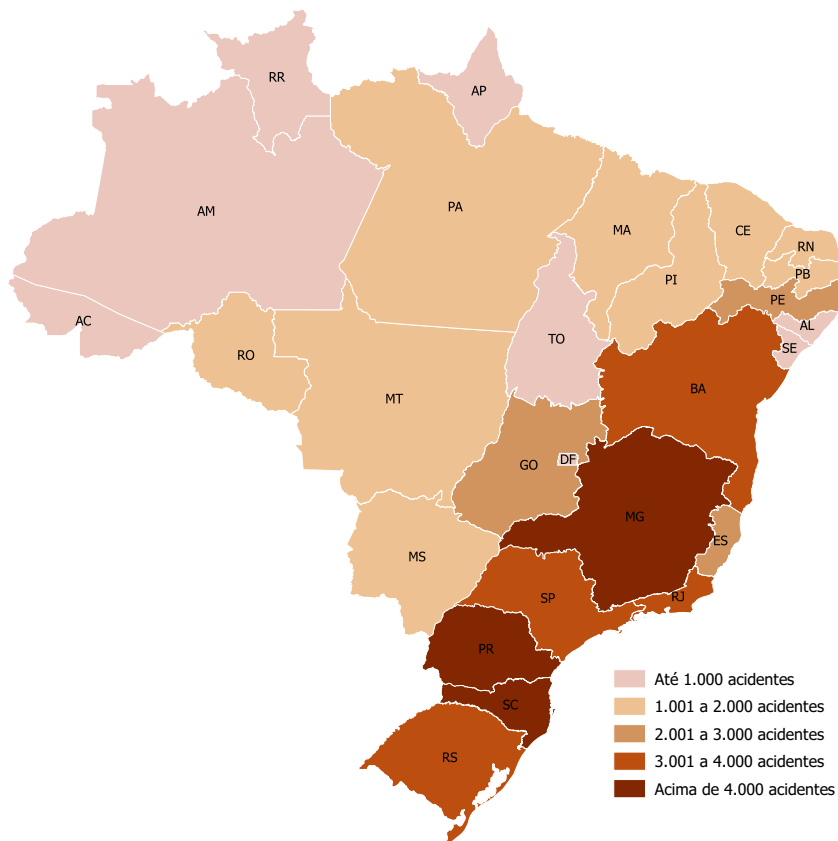 RR
AP
AM
PA
MA
CE
RN
PB
PI
PE
AL
SE
AC
RO
TO
MT
BA
GO
DF
MG
ES
MS
SP
RJ
PR
SC
RS
Até 1.000 acidentes
1.001 a 2.000 acidentes
2.001 a 3.000 acidentes
3.001 a 4.000 acidentes
Acima de 4.000 acidentes